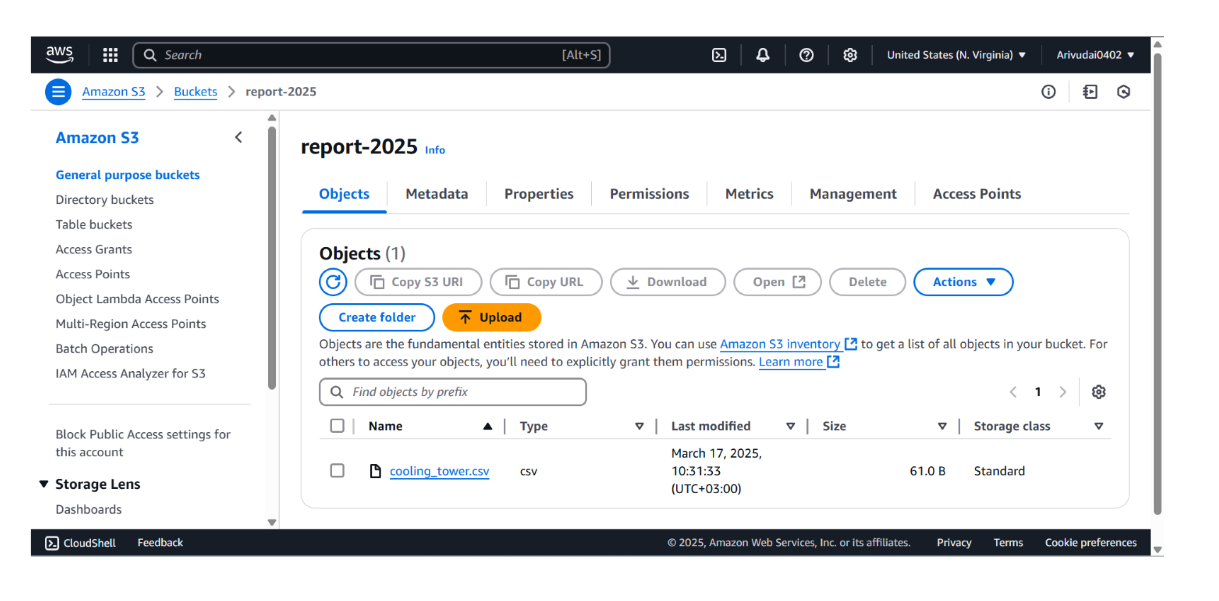 aws
Search [Alt+S]
United States (N. Virginia) ▼ Arivudai0402 ▼
Amazon S3 > Buckets > report-2025
Amazon S3 <
General purpose buckets
Directory buckets
Table buckets
Access Grants
Access Points
Object Lambda Access Points
Multi-Region Access Points
Batch Operations
IAM Access Analyzer for S3
Block Public Access settings for
this account
▼ Storage Lens
Dashboards
report-2025 Info
Objects Metadata Properties Permissions Metrics Management Access Points
Objects (1)
Copy S3 URI Copy URL Download Open Delete Actions ▼
Create folder Upload
Objects are the fundamental entities stored in Amazon S3. You can use Amazon S3 inventory to get a list of all objects in your bucket. For
others to access your objects, you'll need to explicitly grant them permissions. Learn more
Find objects by prefix
< 1 >
Name ▲ | Type ▽ | Last modified ▽ | Size ▽ | Storage class ▽
March 17, 2025,
cooling_tower.csv csv 10:31:33 61.0 B Standard
(UTC+03:00)
CloudShell Feedback © 2025, Amazon Web Services, Inc. or its affiliates. Privacy Terms Cookie preferences